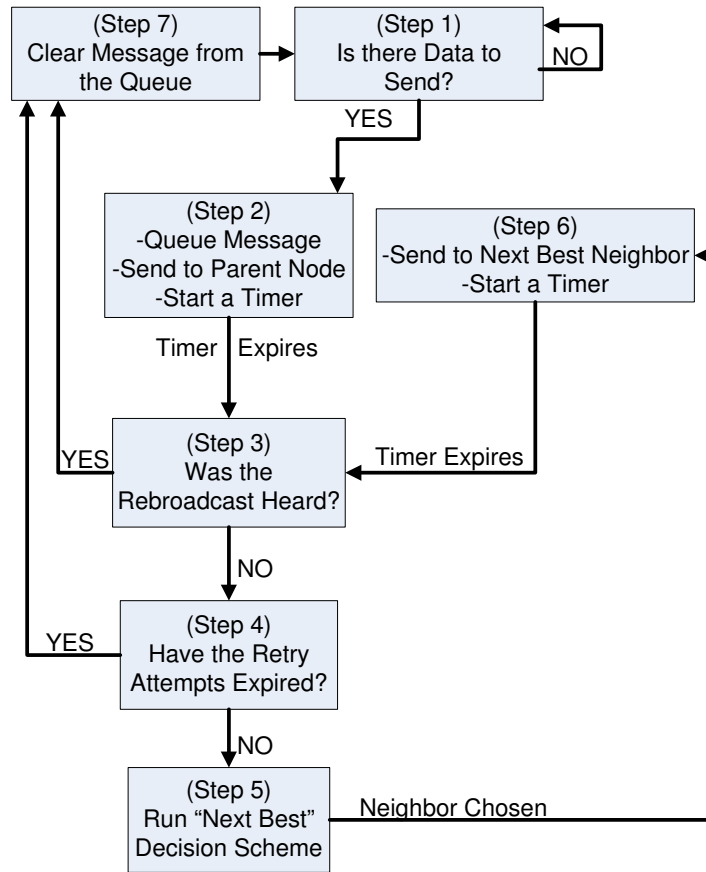 (Step 7)
Clear Message from
the Queue
(Step 1)
Is there Data to
Send?
NO
YES
(Step 2)
-Queue Message
-Send to Parent Node
-Start a Timer
(Step 6)
-Send to Next Best Neighbor
-Start a Timer
Timer Expires
(Step 3)
Was the
Rebroadcast Heard?
YES
Timer Expires
NO
(Step 4)
Have the Retry
Attempts Expired?
YES
NO
(Step 5)
Run “Next Best”
Decision Scheme
Neighbor Chosen